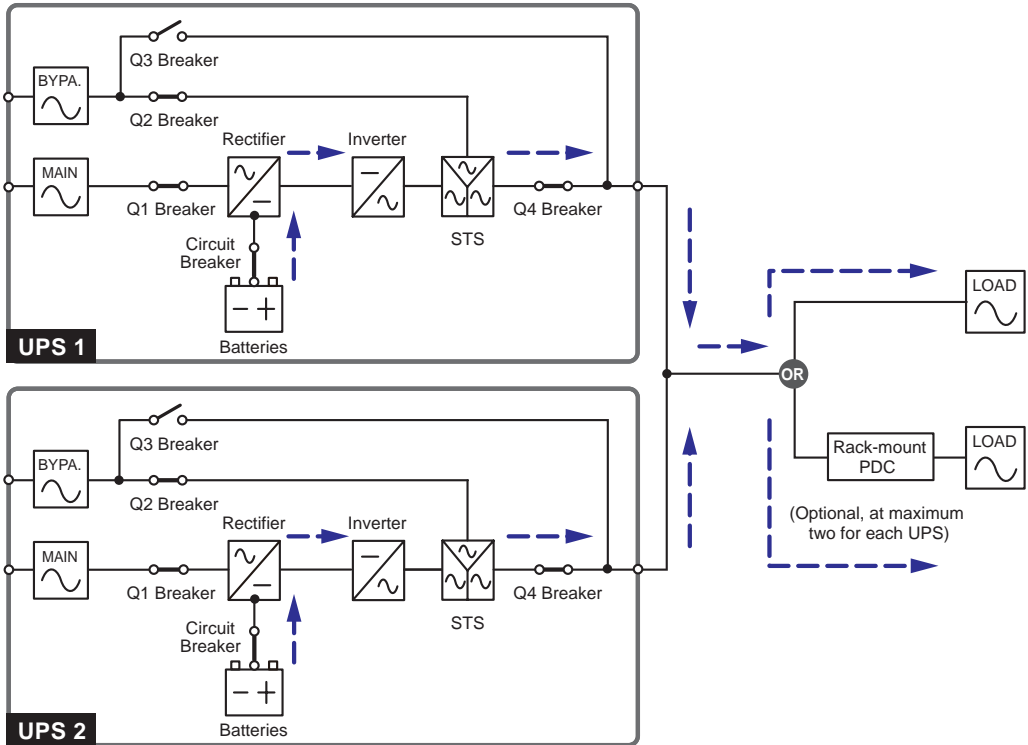 Q3 Breaker
BYPA.
Q2 Breaker
Rectifier
Inverter
MAIN
Q1 Breaker
STS
Q4 Breaker
Circuit
Breaker
Batteries
UPS 1
LOAD
OR
Rack-mount
PDC
LOAD
(Optional, at maximum
two for each UPS)
Q3 Breaker
BYPA.
Q2 Breaker
Rectifier
Inverter
MAIN
Q1 Breaker
STS
Q4 Breaker
Circuit
Breaker
Batteries
UPS 2